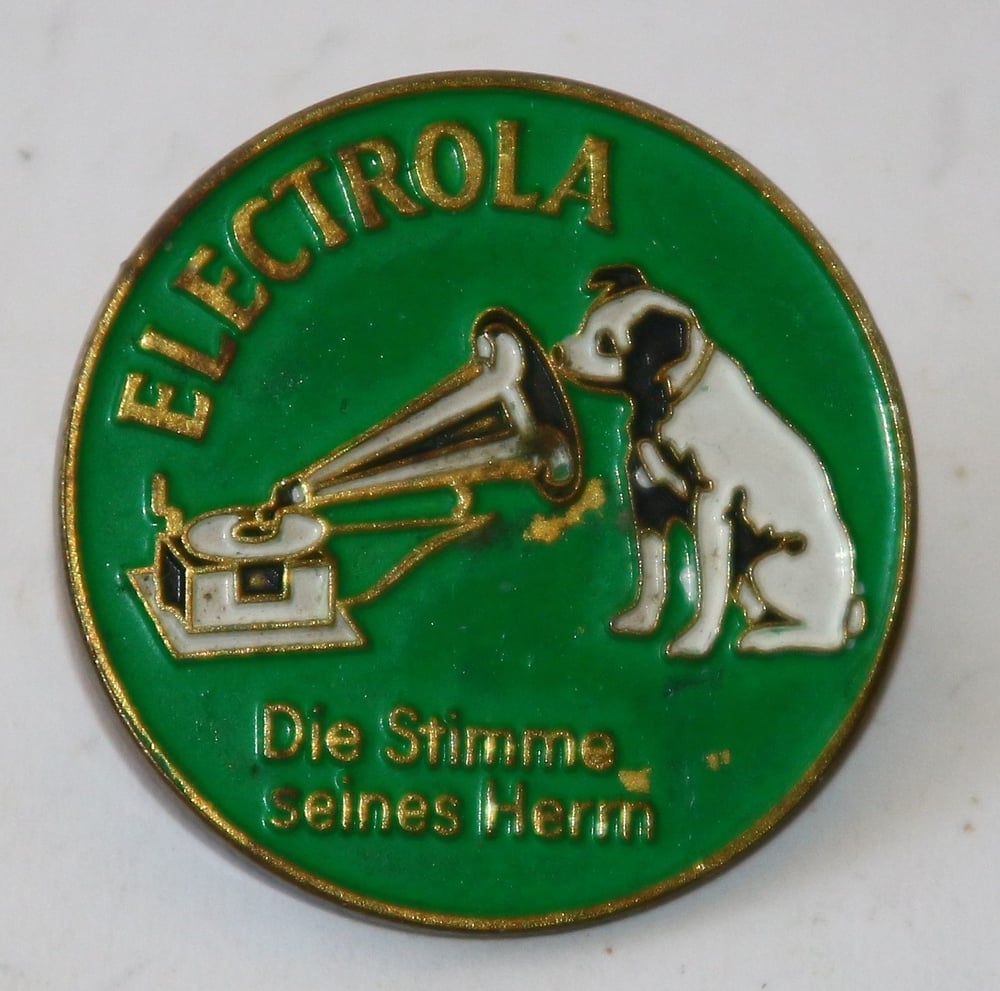 ELECTROLA
Die Stimme
seines Herrn